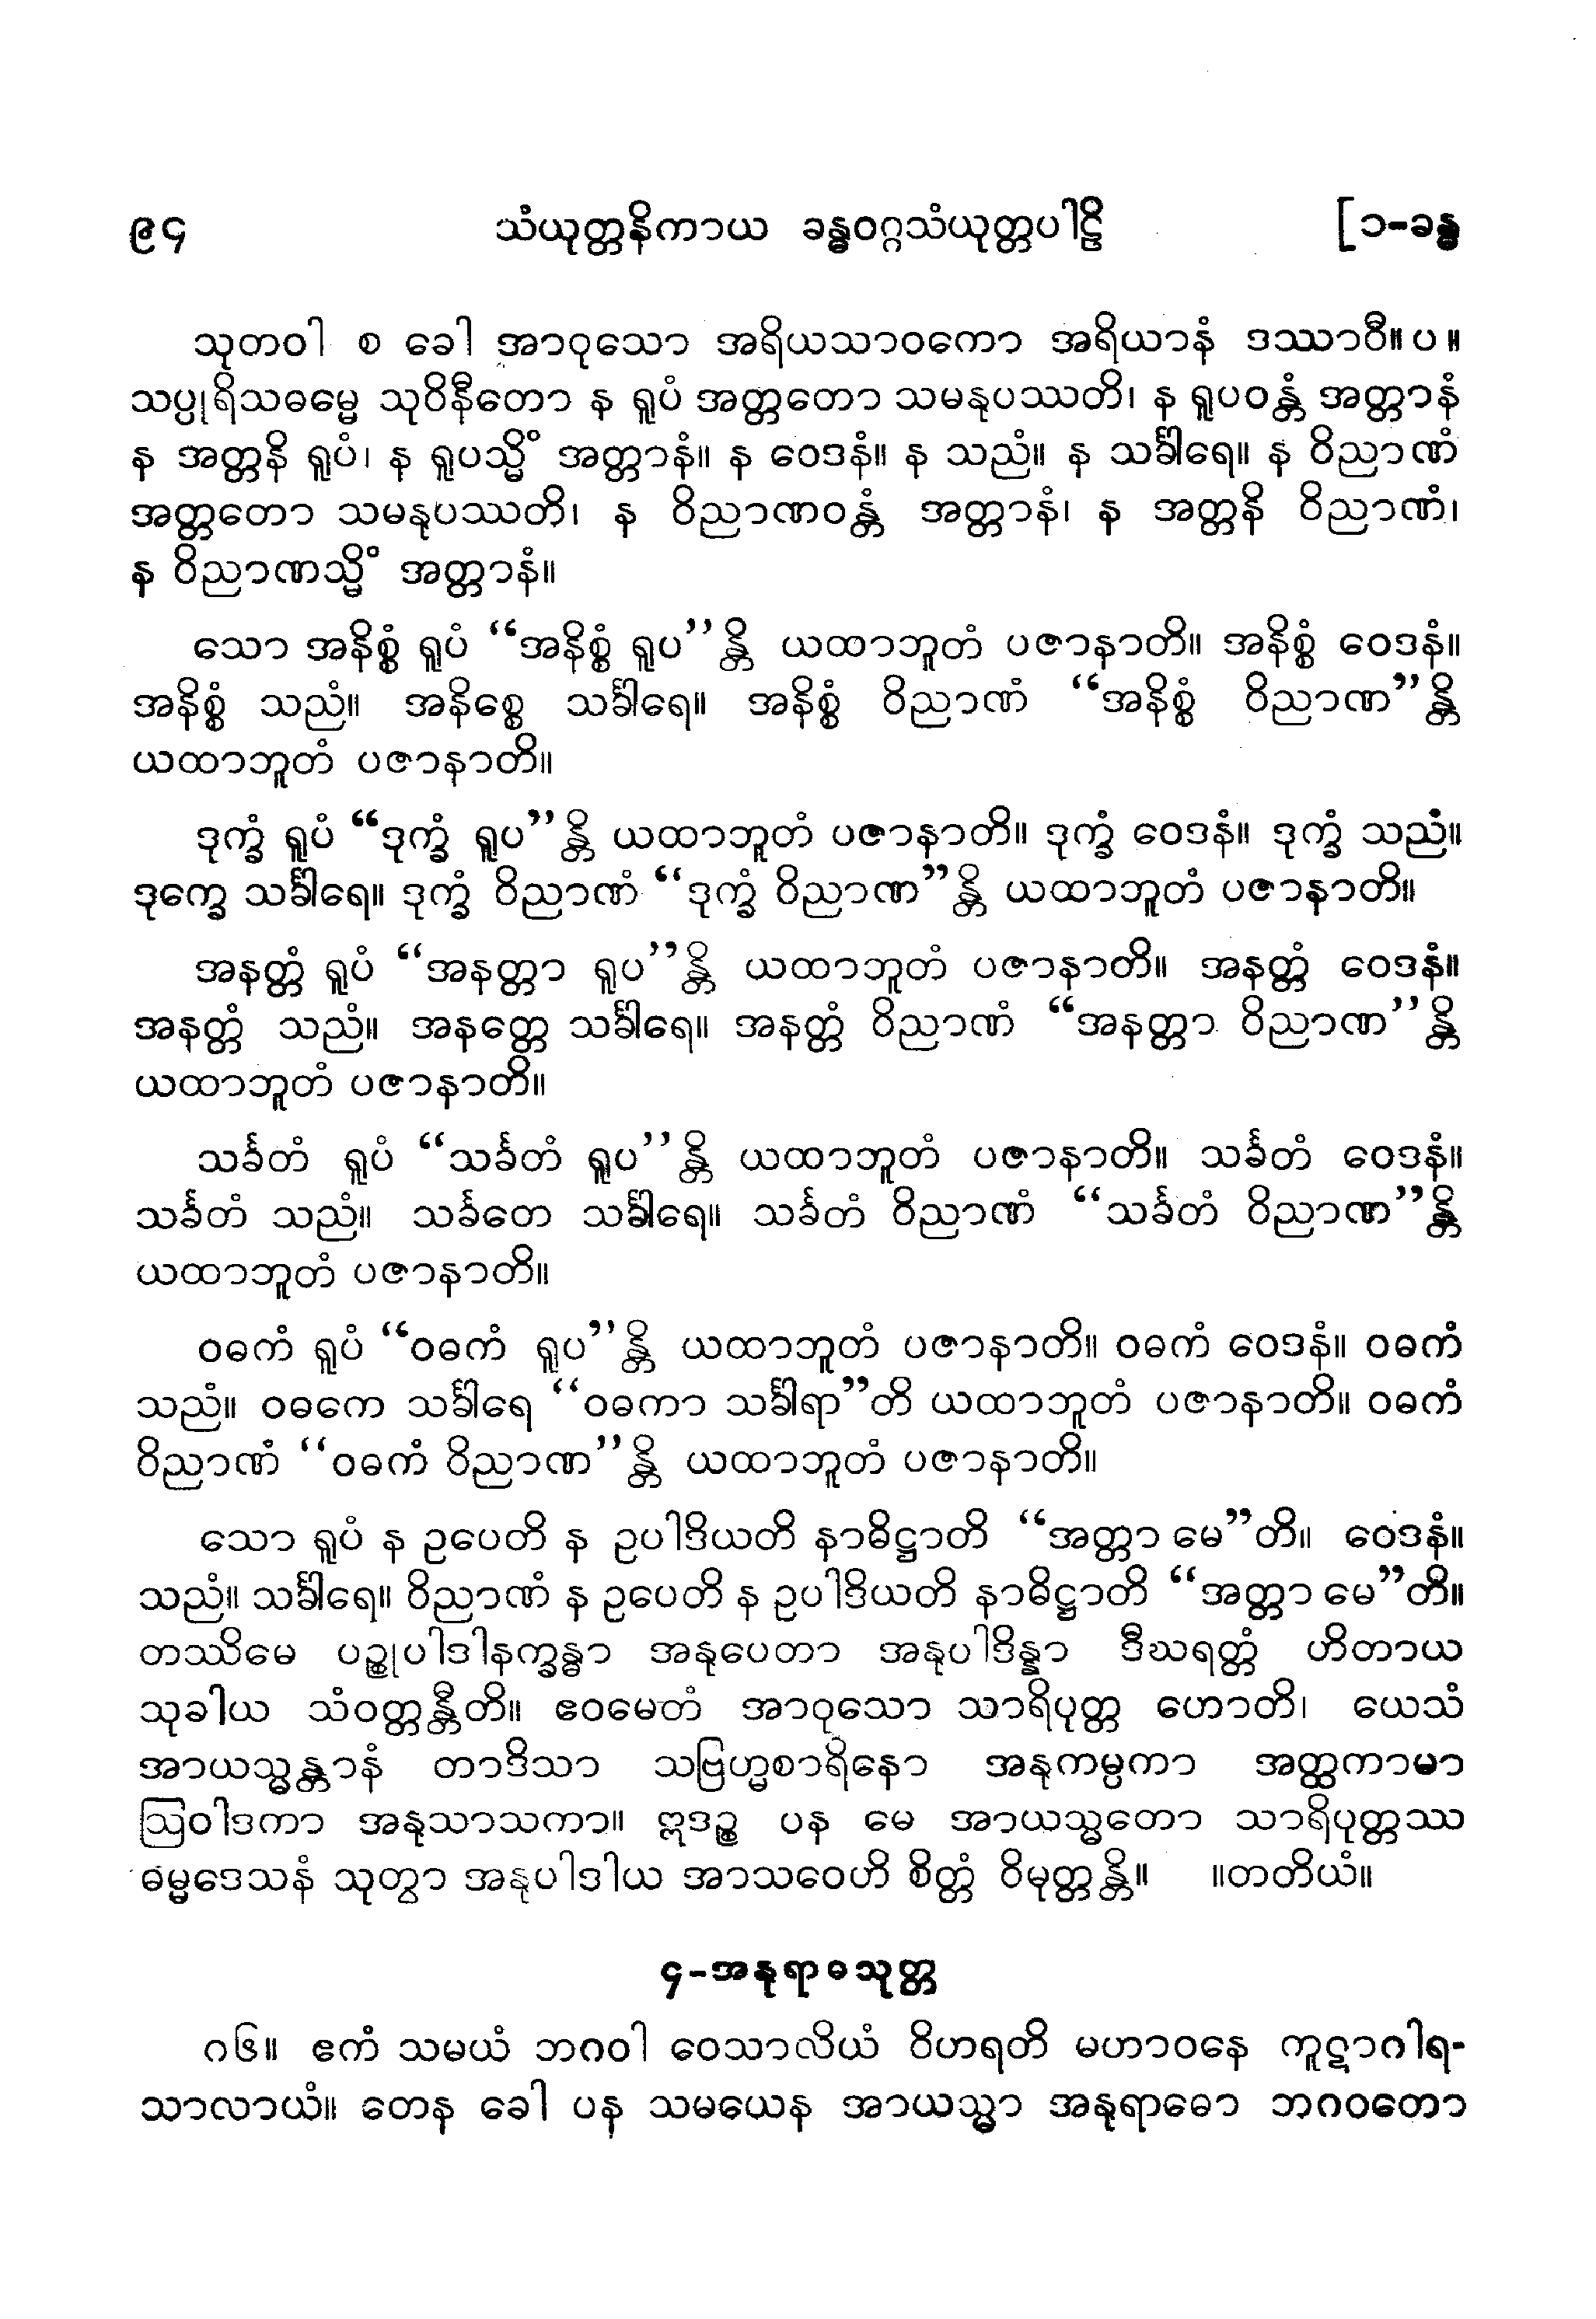 ၉၄ သံယုတ္တနိကာယ ခန္ဓဝဂ္ဂသံယုတ္တပါဠိ [၁-ခန္ဓ
သုတဝါ စ ခေါ အာဝုသော အရိယသာဝကော အရိယာနံ ဒဿာဝီ။ပ။
သပ္ပုရိသဓမ္မေ သုဝိနီတော န ရူပံ အတ္တတော သမနုပဿတိ၊ န ရူပဝန္တံ အတ္တာနံ
န အတ္တနိ ရူပံ၊ န ရူပသ္မိံ အတ္တာနံ။ န ဝေဒနံ။ န သညံ။ န သင်္ခါရေ။ န ဝိညာဏံ
အတ္တတော သမနုပဿတိ၊ န ဝိညာဏဝန္တံ အတ္တာနံ၊ န အတ္တနိ ဝိညာဏံ၊
န ဝိညာဏသ္မိံ အတ္တာနံ။
သော အနိစ္စံ ရူပံ “အနိစ္စံ ရူပ”န္တိ ယထာဘူတံ ပဇာနာတိ။ အနိစ္စံ ဝေဒနံ။
အနိစ္စံ သညံ။ အနိစ္စေ သင်္ခါရေ။ အနိစ္စံ ဝိညာဏံ “အနိစ္စံ ဝိညာဏ”န္တိ
ယထာဘူတံ ပဇာနာတိ။
ဒုက္ခံ ရူပံ “ဒုက္ခံ ရူပ”န္တိ ယထာဘူတံ ပဇာနာတိ။ ဒုက္ခံ ဝေဒနံ။ ဒုက္ခံ သညံ။
ဒုက္ခေ သင်္ခါရေ။ ဒုက္ခံ ဝိညာဏံ “ဒုက္ခံ ဝိညာဏ”န္တိ ယထာဘူတံ ပဇာနာတိ။
အနတ္တံ ရူပံ “အနတ္တာ ရူပ”န္တိ ယထာဘူတံ ပဇာနာတိ။ အနတ္တံ ဝေဒနံ။
အနတ္တံ သညံ။ အနတ္တေ သင်္ခါရေ။ အနတ္တံ ဝိညာဏံ “အနတ္တာ ဝိညာဏ”န္တိ
ယထာဘူတံ ပဇာနာတိ။
သင်္ခတံ ရူပံ “သင်္ခတံ ရူပ”န္တိ ယထာဘူတံ ပဇာနာတိ။ သင်္ခတံ ဝေဒနံ။
သင်္ခတံ သညံ။ သင်္ခတေ သင်္ခါရေ။ သင်္ခတံ ဝိညာဏံ “သင်္ခတံ ဝိညာဏ”န္တိ
ယထာဘူတံ ပဇာနာတိ။
ဝဓကံ ရူပံ “ဝဓကံ ရူပ”န္တိ ယထာဘူတံ ပဇာနာတိ။ ဝဓကံ ဝေဒနံ။ ဝဓကံ
သညံ။ ဝဓကေ သင်္ခါရေ “ဝဓကာ သင်္ခါရာ”တိ ယထာဘူတံ ပဇာနာတိ။ ဝဓကံ
ဝိညာဏံ “ဝဓကံ ဝိညာဏ”န္တိ ယထာဘူတံ ပဇာနာတိ။
သော ရူပံ န ဥပေတိ န ဥပါဒိယတိ နာဓိဋ္ဌာတိ “အတ္တာ မေ”တိ။ ဝေဒနံ။
သညံ။ သင်္ခါရေ။ ဝိညာဏံ န ဥပေတိ န ဥပါဒိယတိ နာဓိဋ္ဌာတိ “အတ္တာ မေ”တိ။
တဿိမေ ပဉ္စုပါဒါနက္ခန္ဓာ အနုပေတာ အနုပါဒိန္နာ ဒီဃရတ္တံ ဟိတာယ
သုခါယ သံဝတ္တန္တီတိ။ ဧဝမေတံ အာဝုသော သာရိပုတ္တ ဟောတိ၊ ယေသံ
အာယသ္မန္တာနံ တာဒိသာ သဗြဟ္မစာရိနော အနုကမ္ပကာ အတ္ထကာမာ
ဩဝါဒကာ အနုသာသကာ။ ဣဒဉ္စ ပန မေ အာယသ္မတော သာရိပုတ္တဿ
ဓမ္မဒေသနံ သုတွာ အနုပါဒါယ အာသဝေဟိ စိတ္တံ ဝိမုတ္တန္တိ။ ။တတိယံ။
၄-အနုရာဓသုတ္တ
၈၆။ ဧကံ သမယံ ဘဂဝါ ဝေသာလိယံ ဝိဟရတိ မဟာဝနေ ကူဋာဂါရ-
သာလာယံ။ တေန ခေါ ပန သမယေန အာယသ္မာ အနုရာဓော ဘဂဝတော